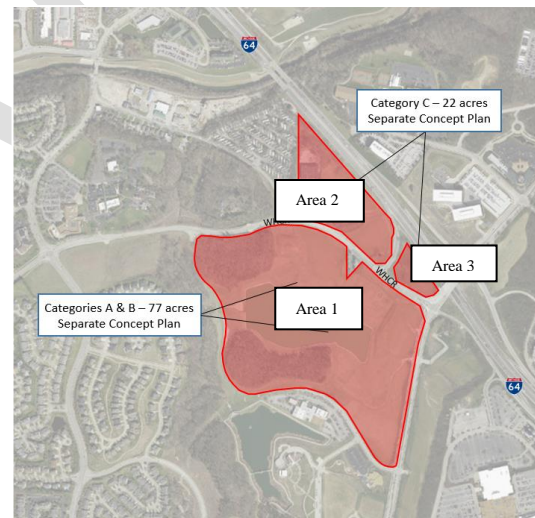 64
Category C – 22 acres
Separate Concept Plan
Area 2
WHCR
Area 3
Categories A & B – 77 acres
Separate Concept Plan
Area 1
64